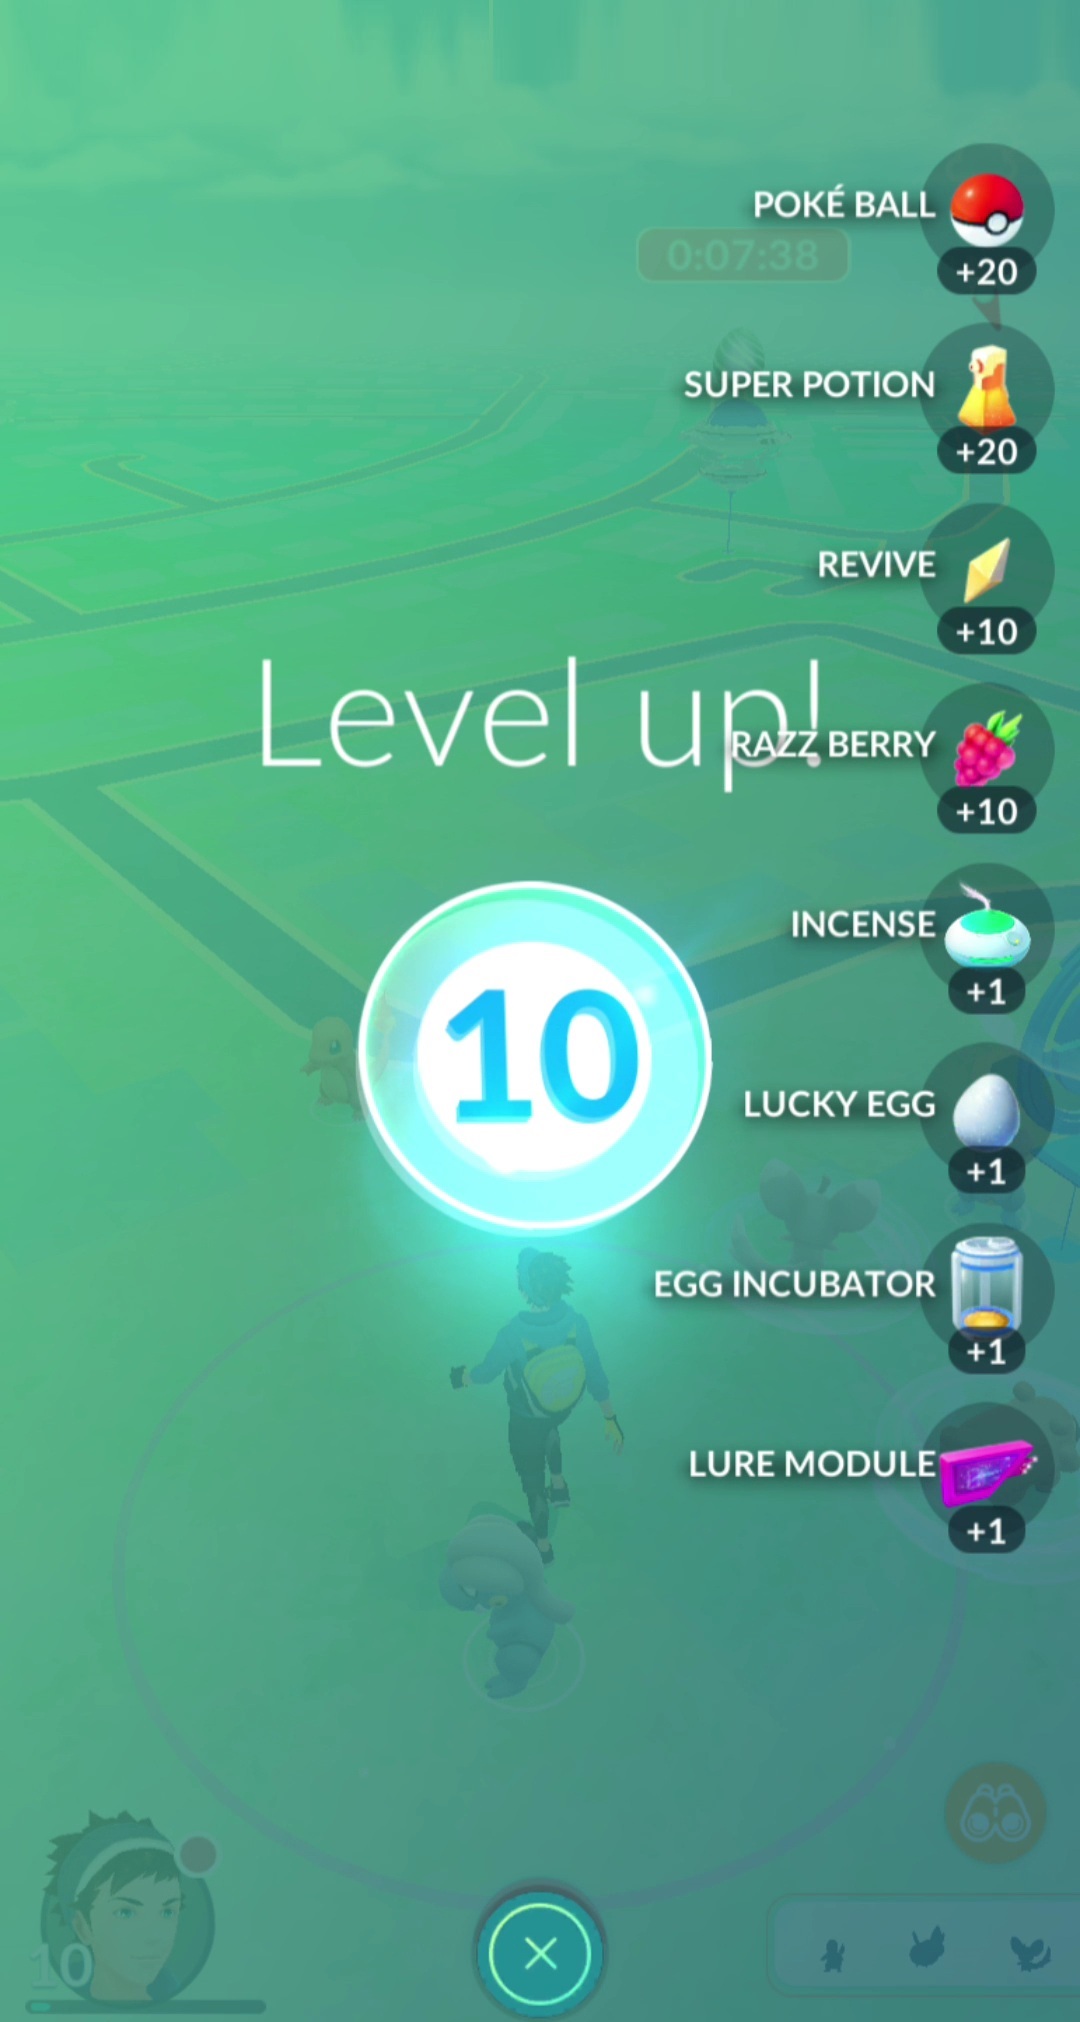 POKÉ BALL
+20
0:07:38
SUPER POTION
+20
REVIVE
+10
Level up!
RAZZ BERRY
+10
INCENSE
+1
10
LUCKY EGG
+1
EGG INCUBATOR
+1
LURE MODULE
+1
10